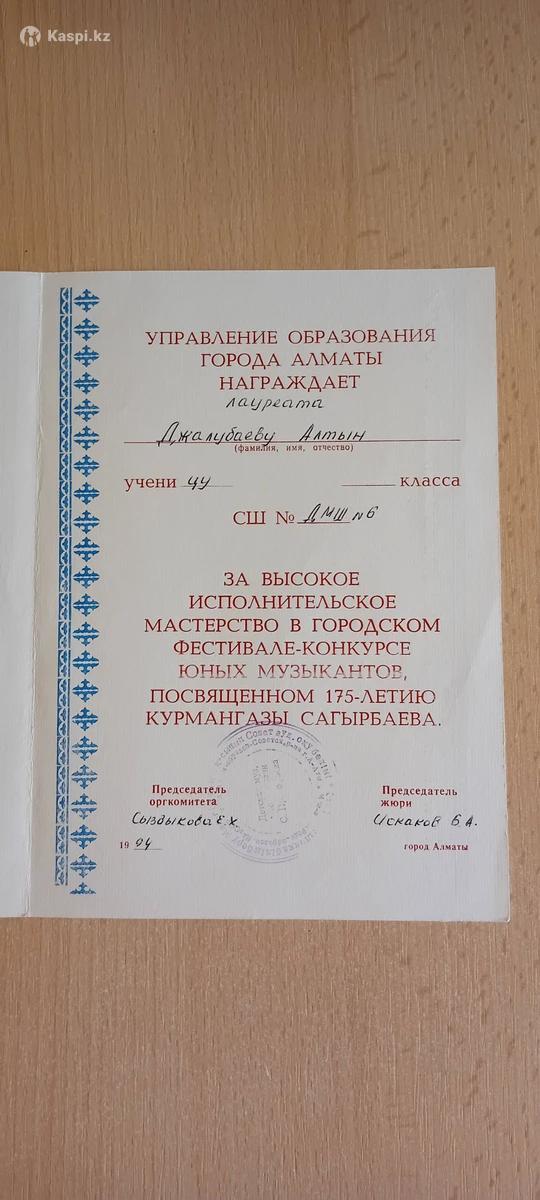 Kaspi.kz
УПРАВЛЕНИЕ ОБРАЗОВАНИЯ
ГОРОДА АЛМАТЫ
НАГРАЖДАЕТ
лауреата
Джалубаеву Алтын
(фамилия, имя, отчество)
учени цу класса
СШ № ДМШ №6
ЗА ВЫСОКОЕ
ИСПОЛНИТЕЛЬСКОЕ
МАСТЕРСТВО В ГОРОДСКОМ
ФЕСТИВАЛЕ-КОНКУРСЕ
ЮНЫХ МУЗЫКАНТОВ,
ПОСВЯЩЕННОМ 175-ЛЕТИЮ
КУРМАНГАЗЫ САГЫРБАЕВА.
Председатель
оргкомитета
Сыздыкова Е.Х
Председатель
жюри
Искаков Б.А.
19 94
город Алматы